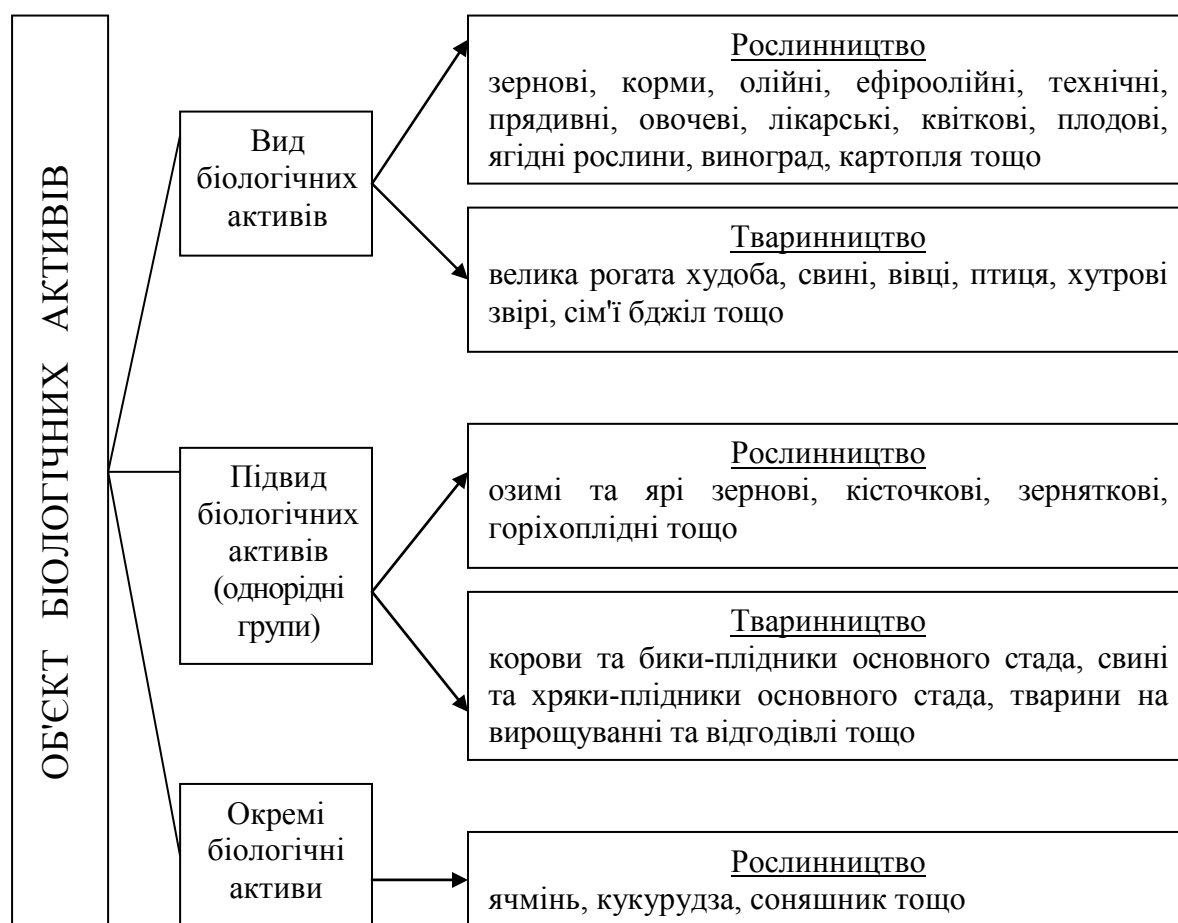 ОБ'ЄКТ БІОЛОГІЧНИХ АКТИВІВ
Вид
біологічних
активів
Рослинництво
зернові, корми, олійні, ефіроолійні, технічні,
прядивні, овочеві, лікарські, квіткові, плодові,
ягідні рослини, виноград, картопля тощо
Тваринництво
велика рогата худоба, свині, вівці, птиця, хутрові
звірі, сім'ї бджіл тощо
Підвид
біологічних
активів
(однорідні
групи)
Рослинництво
озимі та ярі зернові, кісточкові, зерняткові,
горіхоплідні тощо
Тваринництво
корови та бики-плідники основного стада, свині
та хряки-плідники основного стада, тварини на
вирощуванні та відгодівлі тощо
Окремі
біологічні
активи
Рослинництво
ячмінь, кукурудза, соняшник тощо